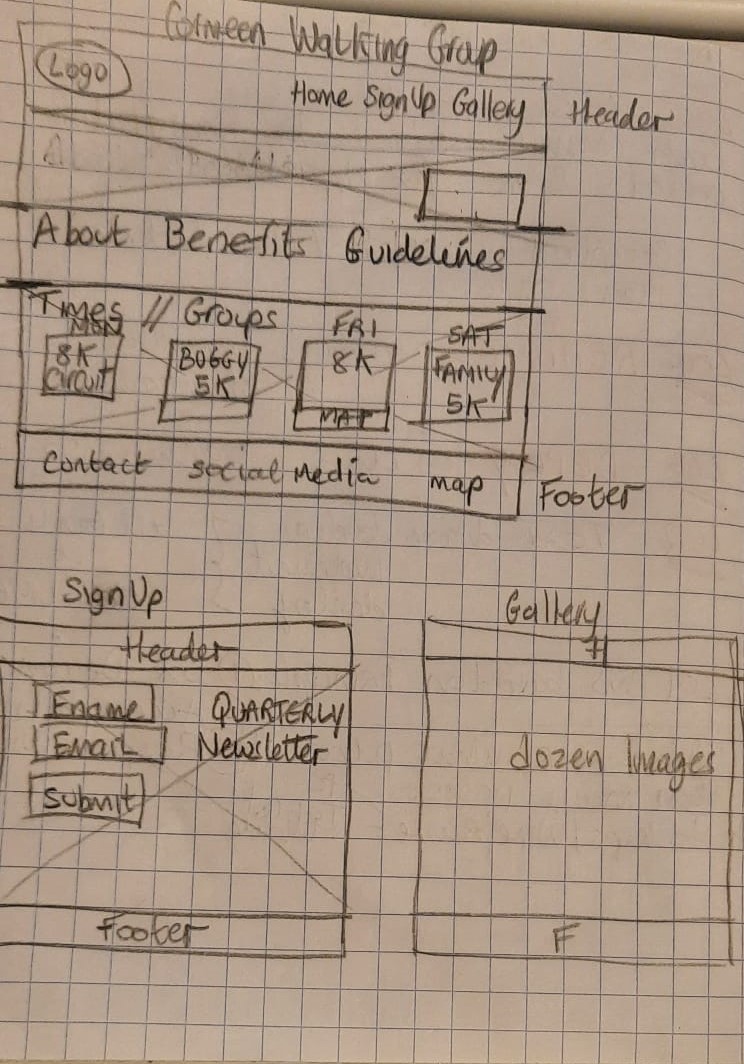 Walking Group
Logo
Home SignUp Gallery
Header
About Benefits Guidelines
Times // Groups
MON
FRI
SAT
8K
Circuit
BUGGY
5K
8K
MAP
FAMILY
5K
Contact Social Media map
Footer
SignUp
Header
Fname
QUARTERLY
Email
Newsletter
Submit
Footer
Gallery
H
dozen Images
F